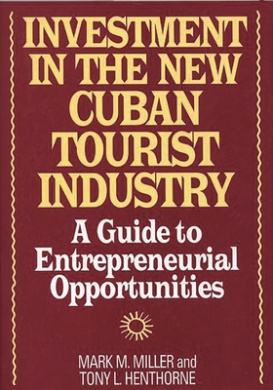 INVESTMENT
IN THE NEW
CUBAN
TOURIST
INDUSTRY
A Guide to
Entrepreneurial
Opportunities
MARK M. MILLER and
TONY L. HENTHORNE